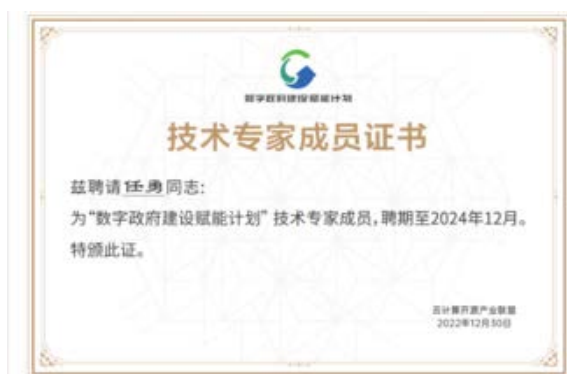 数字政府建设赋能计划
技术专家成员证书
兹聘请任勇同志:
为“数字政府建设赋能计划”技术专家成员,聘期至2024年12月。
特颁此证。
云计算开源产业联盟
2022年12月30日